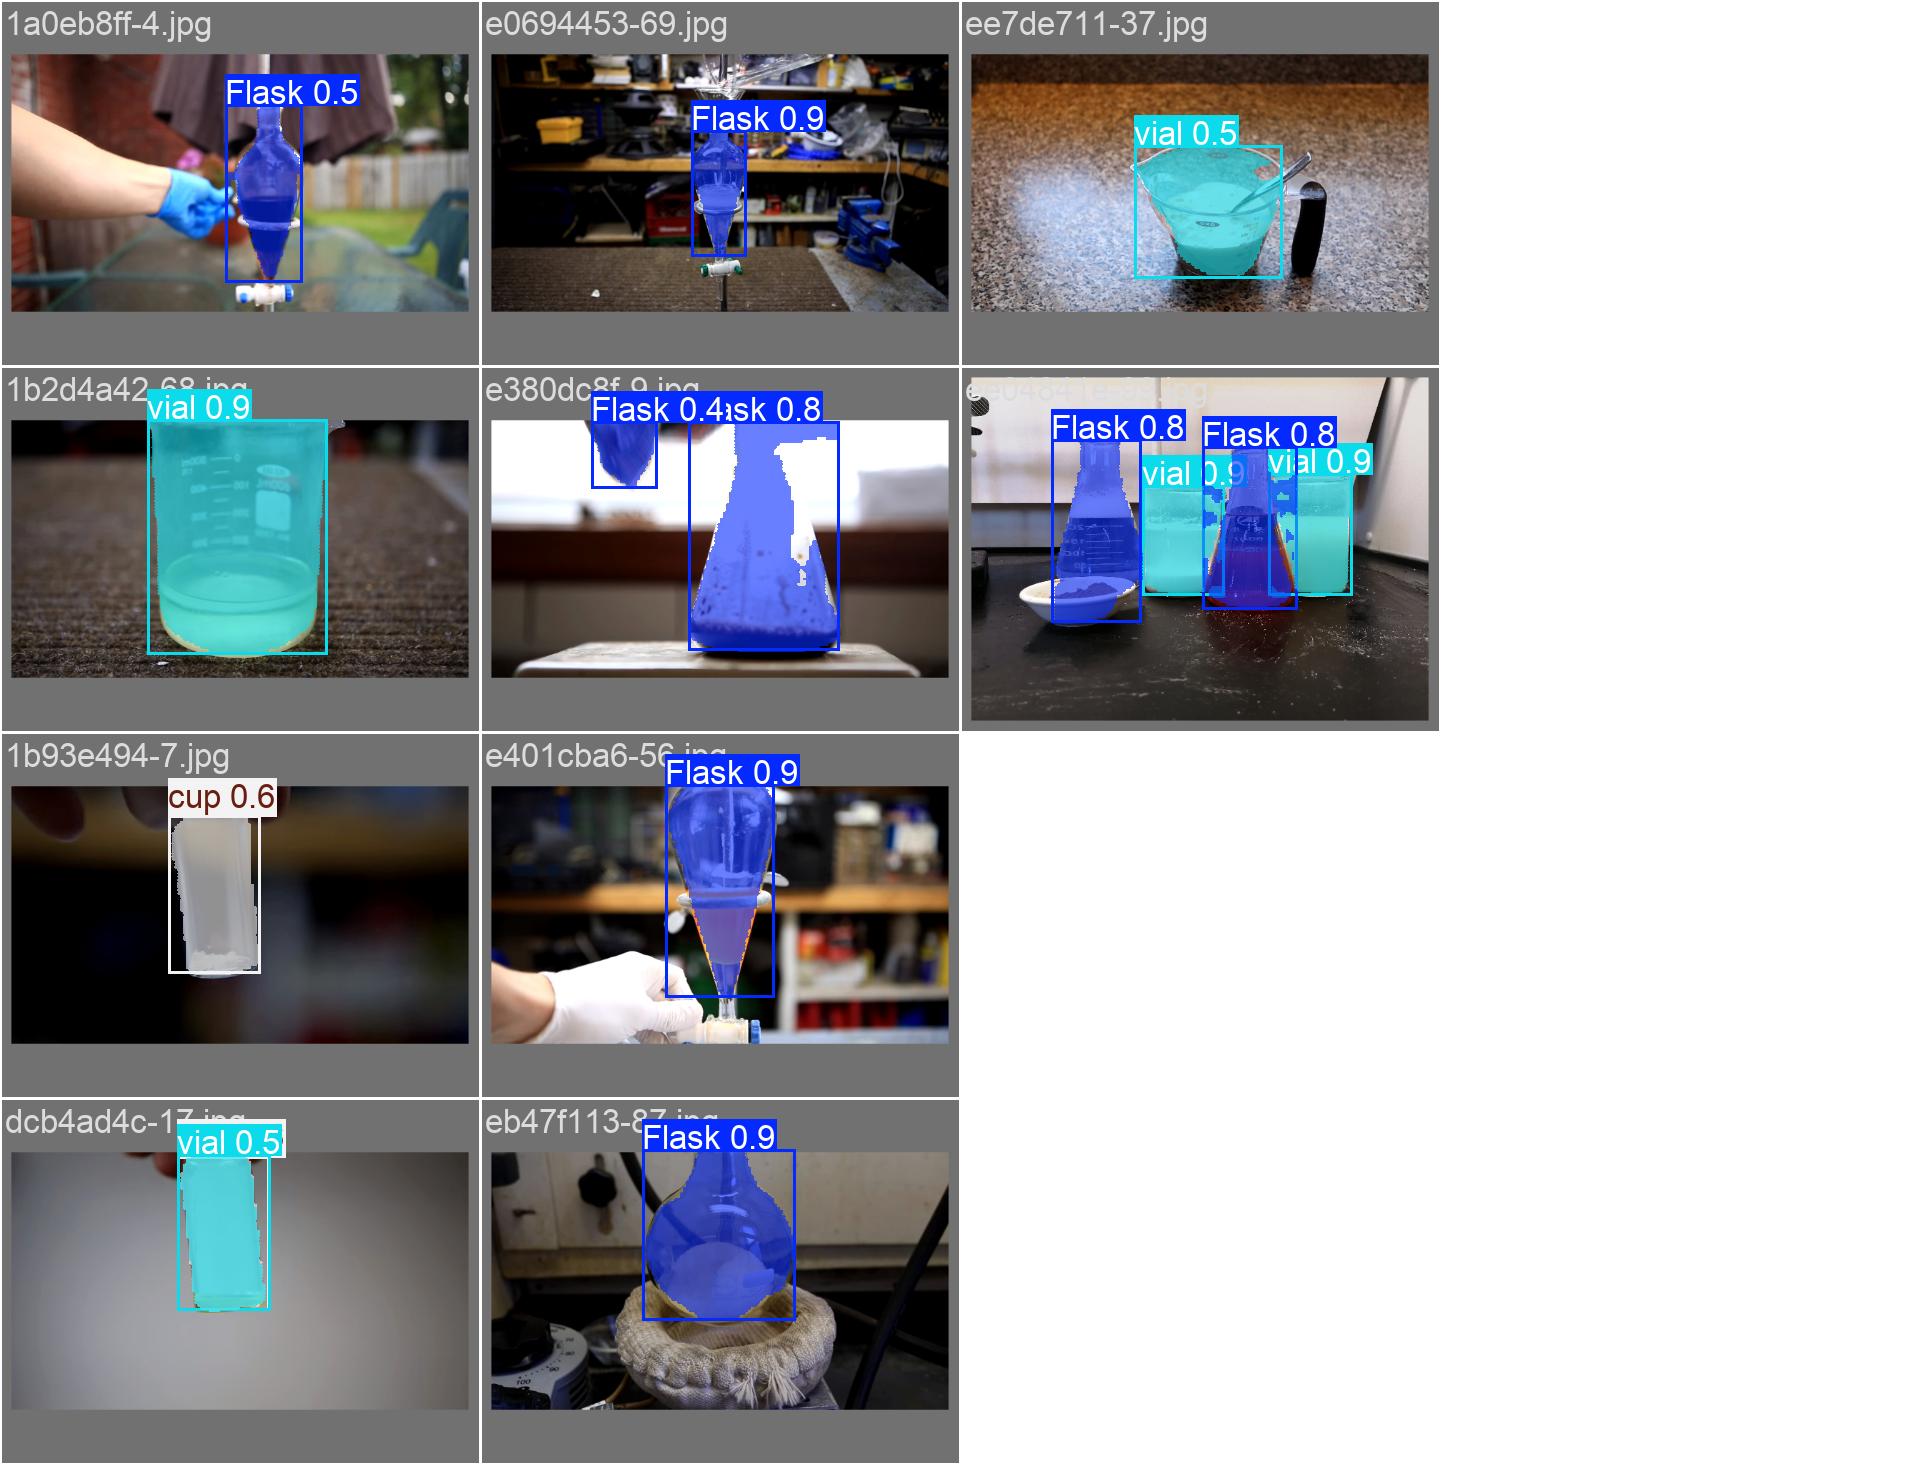 1a0eb8ff-4.jpg
Flask 0.5
e0694453-69.jpg
Flask 0.9
ee7de711-37.jpg
vial 0.5
1b2d4a42-68.jpg
vial 0.9
e380dc8f-9.jpg
Flask 0.4
ask 0.8
Flask 0.8
Flask 0.8
vial 0.9
vial 0.9
1b93e494-7.jpg
cup 0.6
e401cba6-56.jpg
Flask 0.9
dcb4ad4c-17.jpg
vial 0.5
eb47f113-87.jpg
Flask 0.9